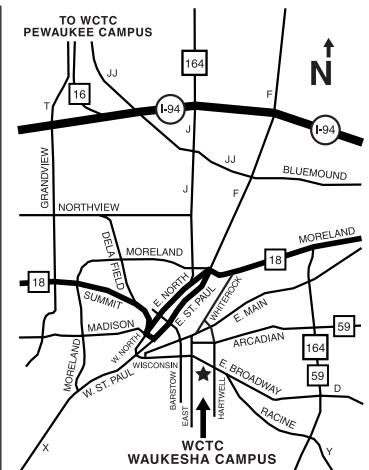 TO WCTC
PEWAUKEE CAMPUS
JJ
164
N
16
T
F
I-94
J
I-94
JJ
BLUEMOUND
GRANDVIEW
J
F
NORTHVIEW
DELAFIELD
MORELAND
MORELAND
E. NORTH
18
18
SUMMIT
E. ST. PAUL
WHITEROCK
E. MAIN
MADISON
W. NORTH
ARCADIAN
59
WISCONSIN
164
MORELAND
W. ST. PAUL
BARSTOW
EAST
HARTWELL
E. BROADWAY
59
D
RACINE
X
WCTC
WAUKESHA CAMPUS
Y